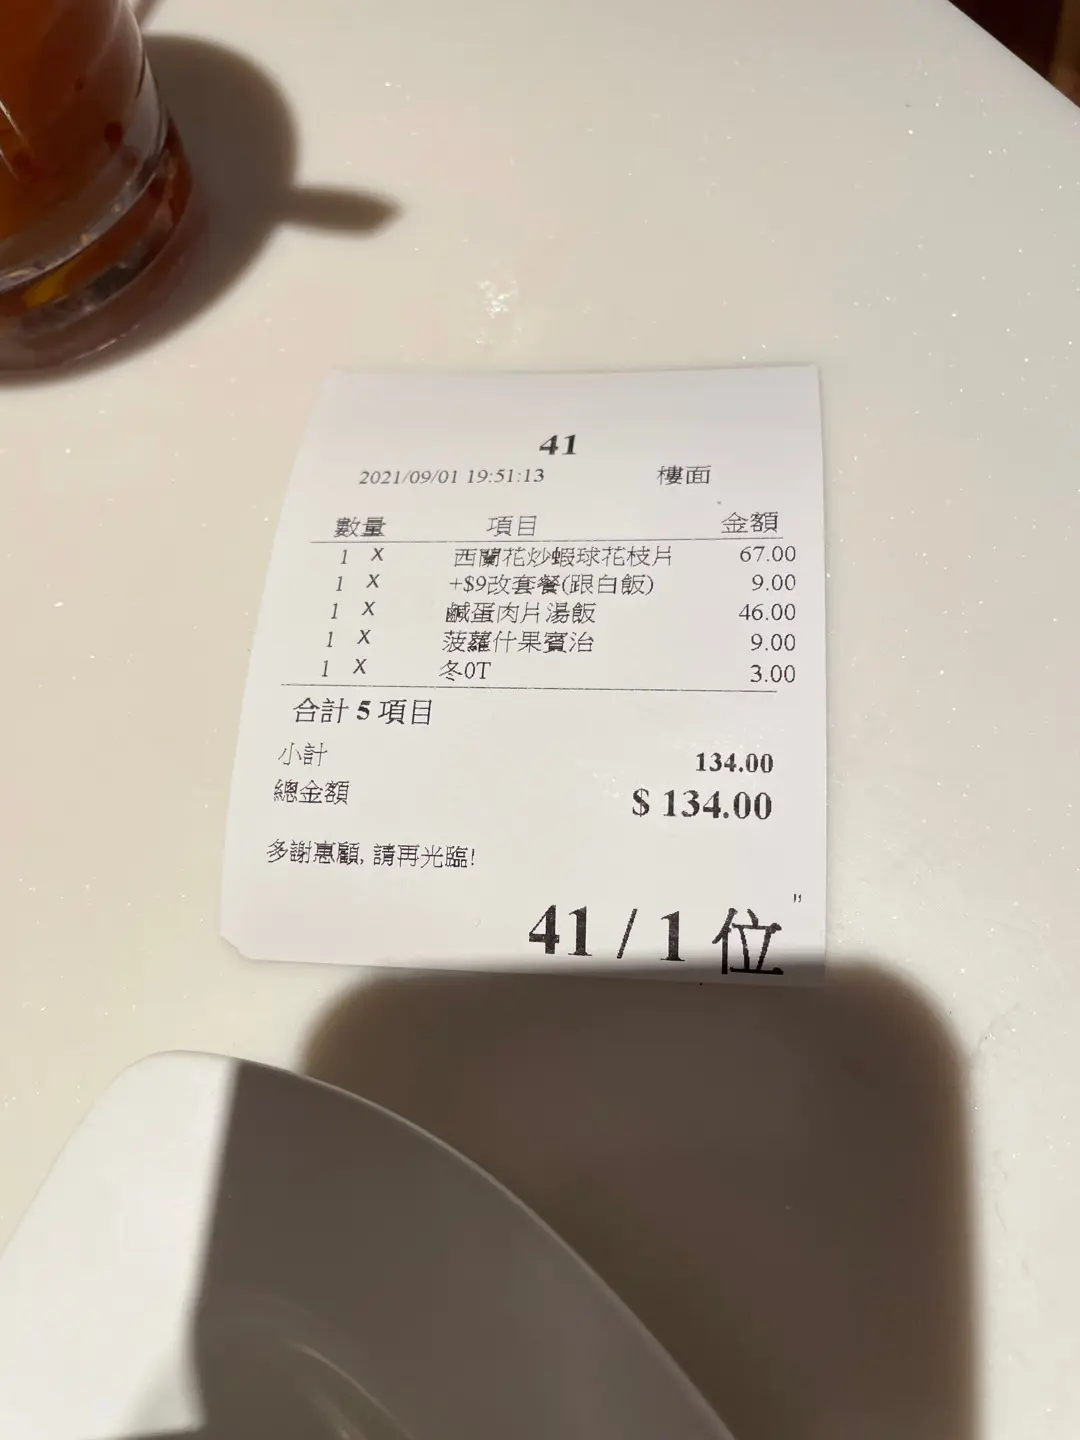 41
2021/09/01 19:51:13 樓面
數量 項目 金額
1 X 西蘭花炒蝦球花枝片 67.00
1 X +$9改套餐(跟白飯) 9.00
1 X 鹹蛋肉片湯飯 46.00
1 X 菠蘿什果賓治 9.00
1 X 冬0T 3.00
合計 5 項目
小計 134.00
總金額 $ 134.00
多謝惠顧, 請再光臨!
41 / 1 位"